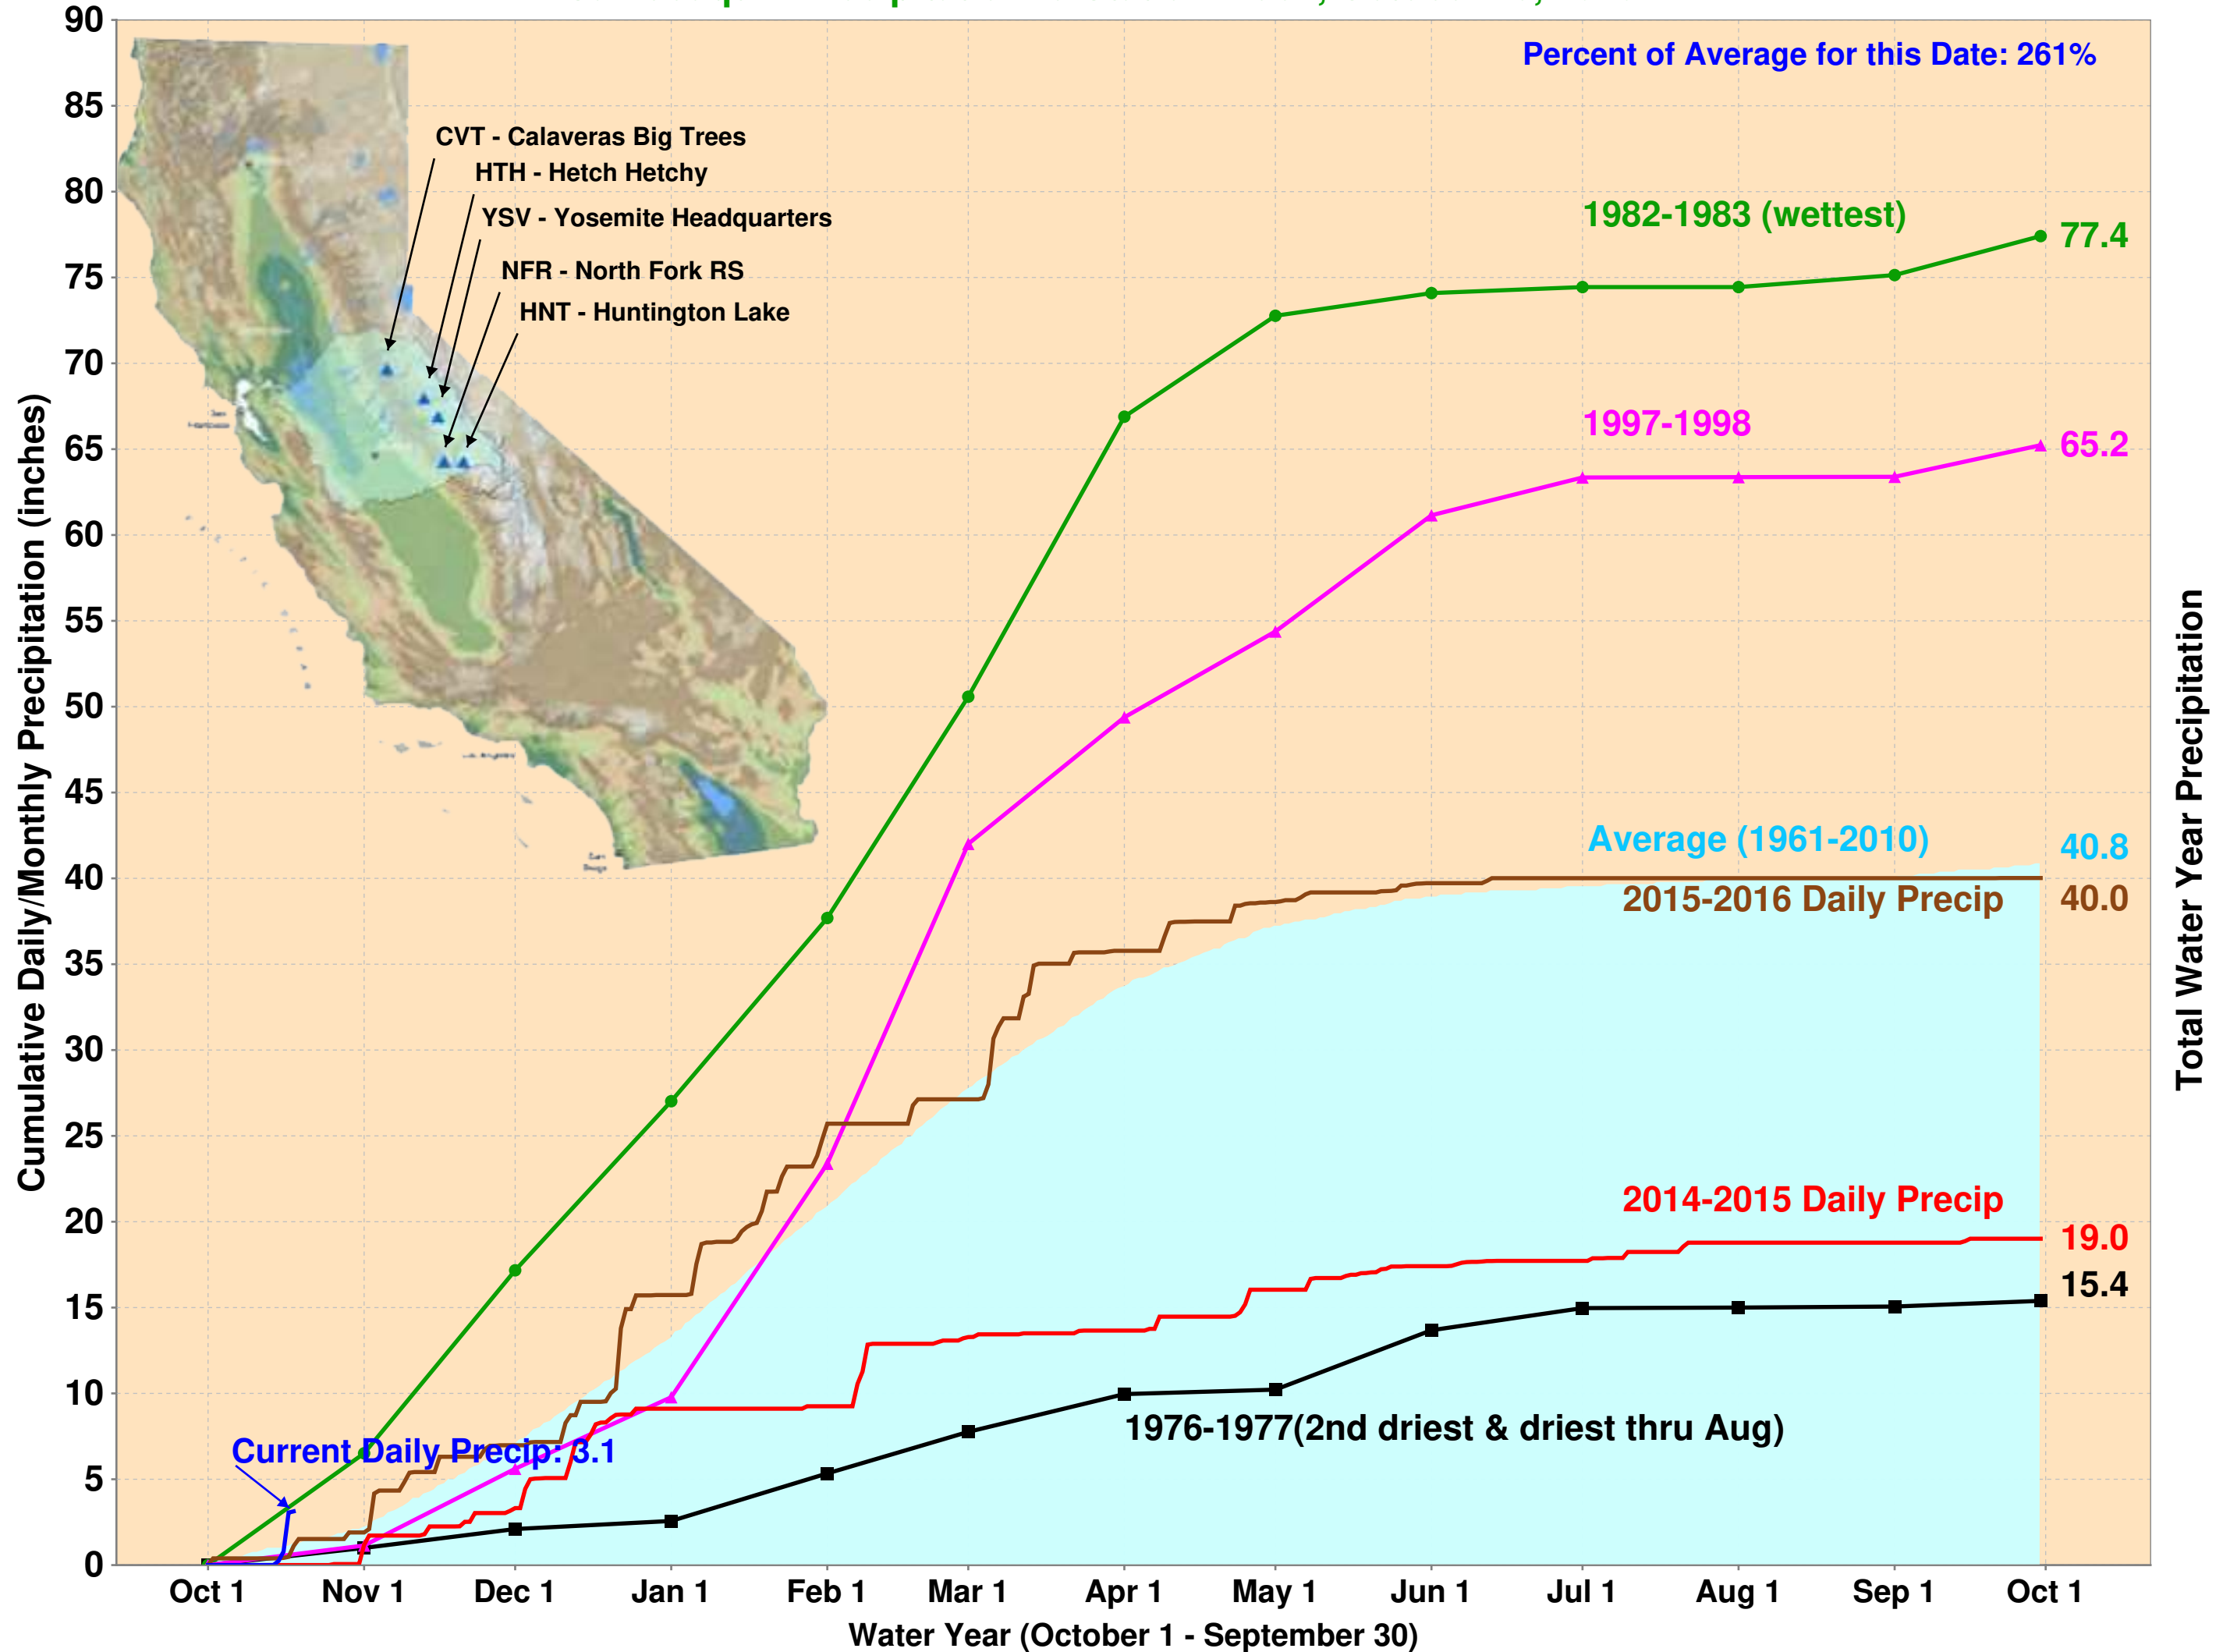 Percent of Average for this Date: 261%
CVT - Calaveras Big Trees
HTH - Hetch Hetchy
YSV - Yosemite Headquarters
NFR - North Fork RS
HNT - Huntington Lake
1982-1983 (wettest)
77.4
1997-1998
65.2
Average (1961-2010)
40.8
2015-2016 Daily Precip
40.0
2014-2015 Daily Precip
19.0
15.4
1976-1977(2nd driest & driest thru Aug)
Current Daily Precip: 3.1
Cumulative Daily/Monthly Precipitation (inches)
90
85
80
75
70
65
60
55
50
45
40
35
30
25
20
15
10
5
0
Total Water Year Precipitation
Oct 1 Nov 1 Dec 1 Jan 1 Feb 1 Mar 1 Apr 1 May 1 Jun 1 Jul 1 Aug 1 Sep 1 Oct 1
Water Year (October 1 - September 30)